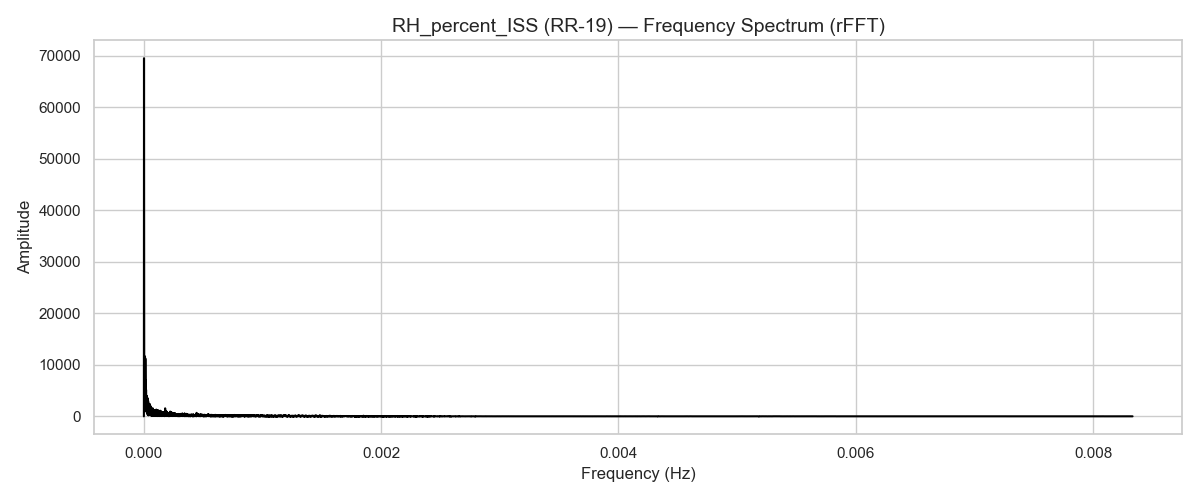 RH_percent_ISS (RR-19) — Frequency Spectrum (rFFT)
70000
60000
50000
40000
30000
20000
10000
0
Amplitude
0.000 0.002 0.004 0.006 0.008
Frequency (Hz)